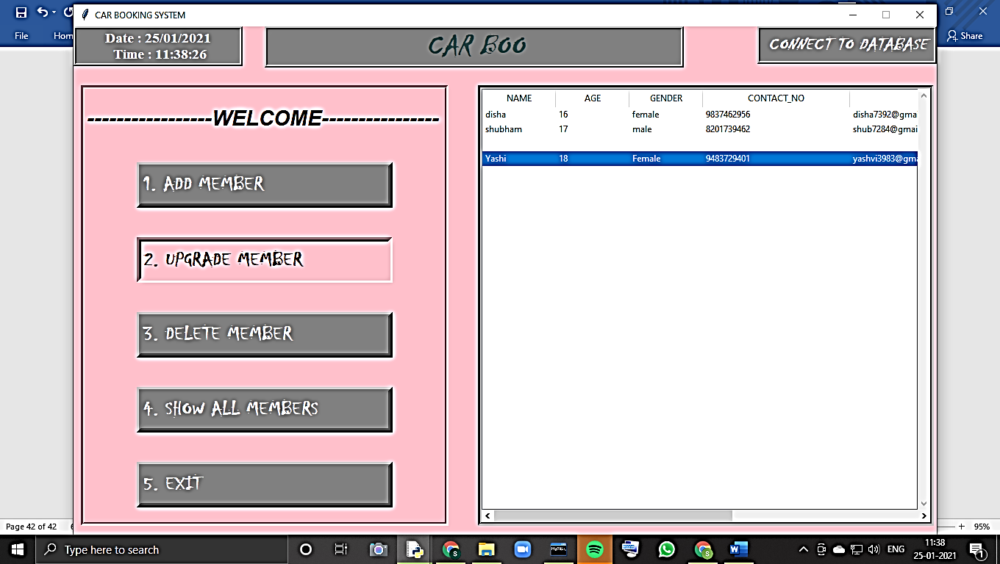 CAR BOOKING SYSTEM
File
Hom
Share
Date : 25/01/2021
Time : 11:38:26
CAR BOO
CONNECT TO DATABASE
-----------------WELCOME----------------
1. ADD MEMBER
2. UPGRADE MEMBER
3. DELETE MEMBER
4. SHOW ALL MEMBERS
5. EXIT
NAME AGE GENDER CONTACT_NO
disha 16 female 9837462956 disha7392@gma
shubham 17 male 8201739462 shub7284@gmai
Yashi 18 Female 9483729401 yashvi3983@gma
Page 42 of 42
95%
Type here to search
MySQL
ENG
11:38
25-01-2021
1